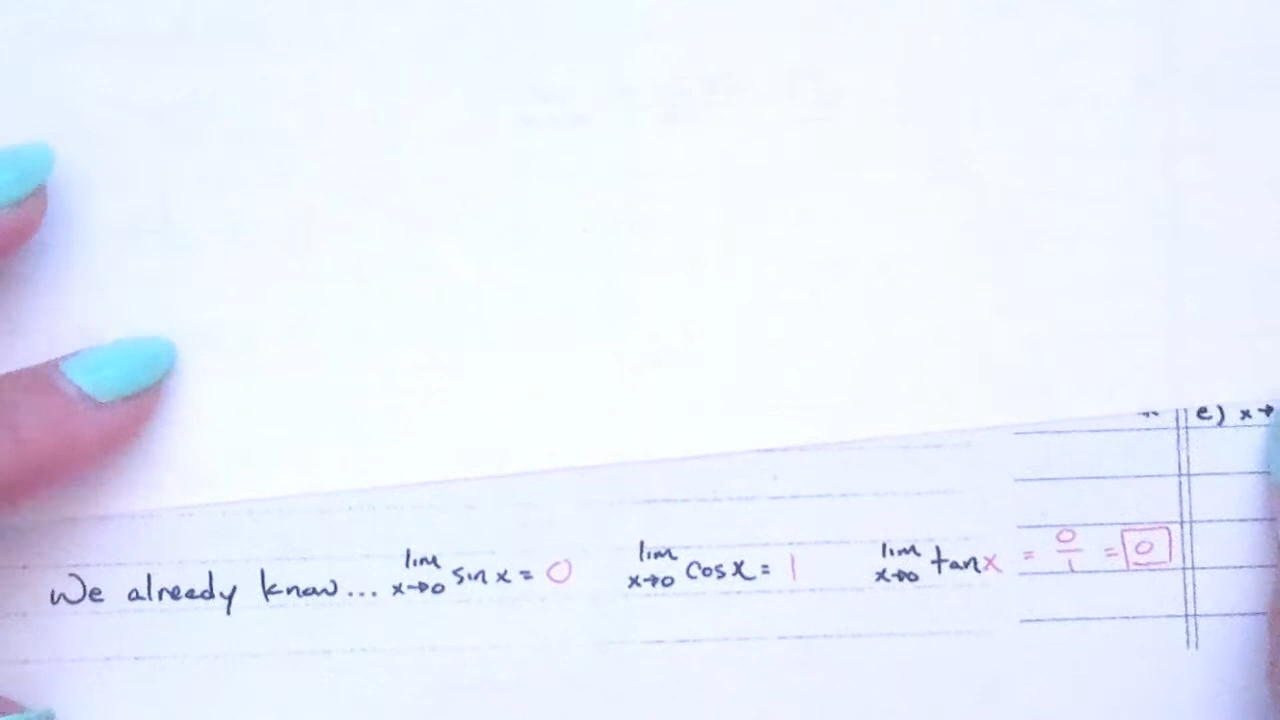 e) x→
We already know... lim x→0 sin x = 0 lim x→0 cos x = 1 lim x→0 tan x = 0/1 = 0